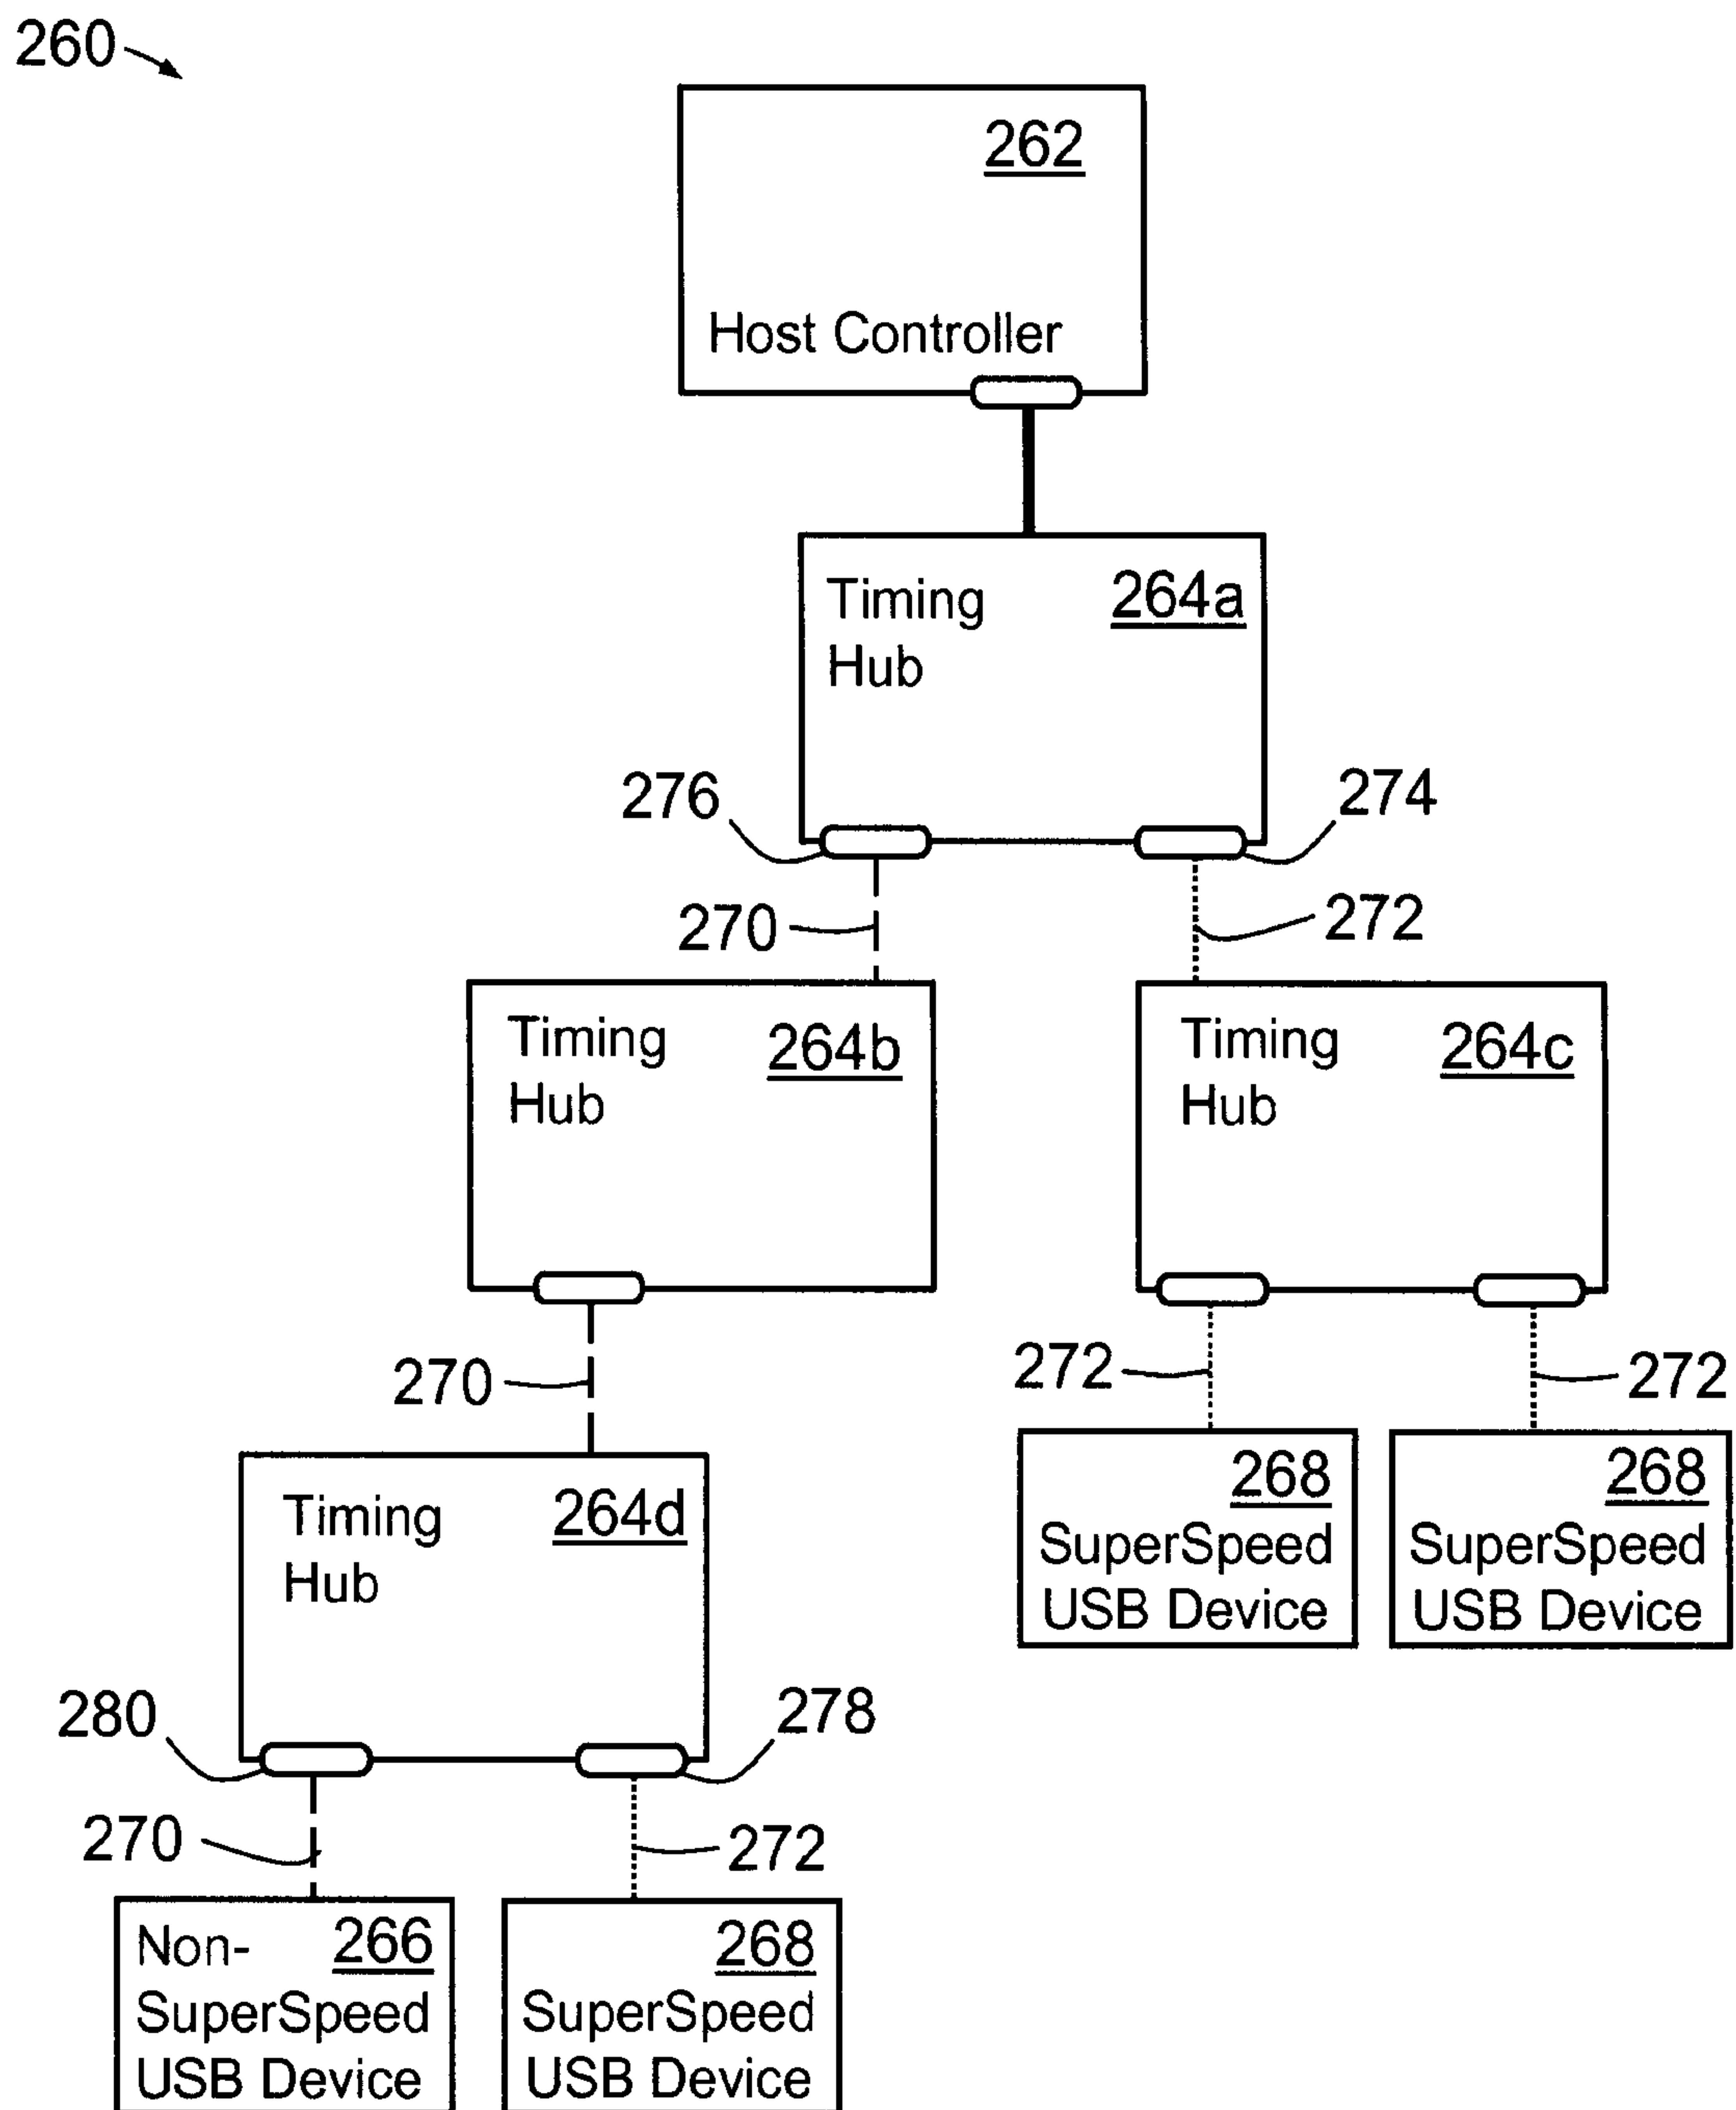 260
262
Host Controller
Timing 264a
Hub
276
274
270
272
Timing 264b
Hub
Timing 264c
Hub
270
272
272
Timing 264d
Hub
268
SuperSpeed
USB Device
268
SuperSpeed
USB Device
280
278
270
272
Non- 266
SuperSpeed
USB Device
268
SuperSpeed
USB Device